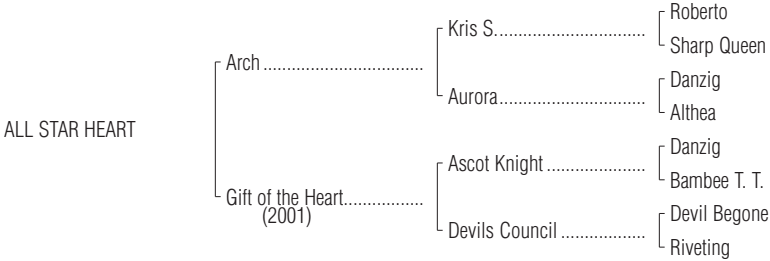 Roberto
Kris S. ................................
Sharp Queen
Arch ................................
Danzig
Aurora................................
Althea
ALL STAR HEART
Danzig
Ascot Knight .....................
Bambee T. T.
Gift of the Heart.................
(2001)
Devil Begone
Devils Council ..................
Riveting